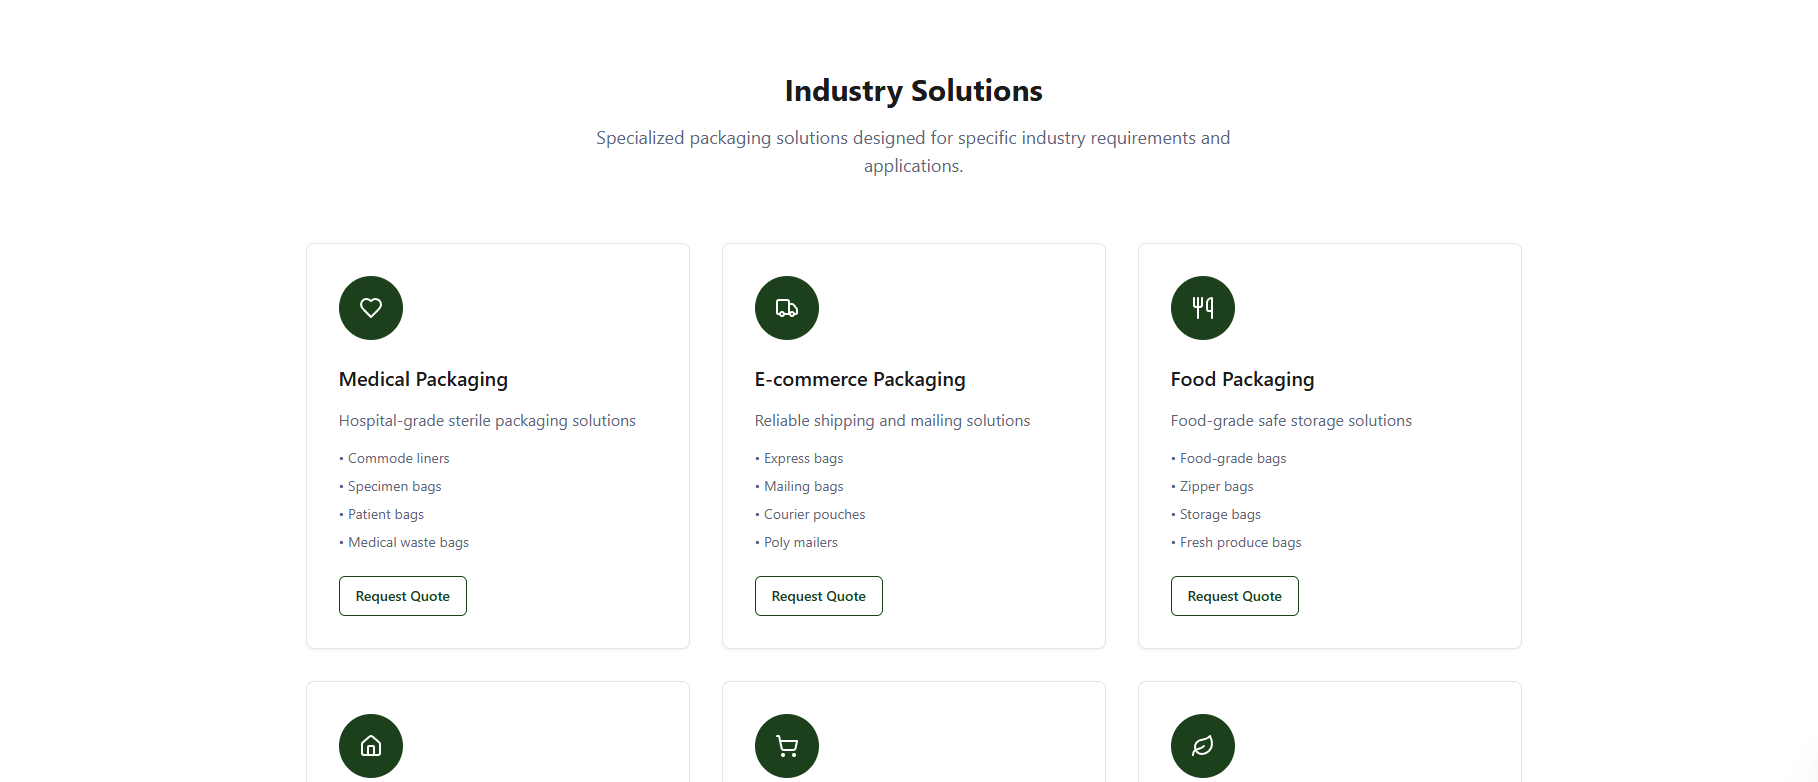 Industry Solutions
Specialized packaging solutions designed for specific industry requirements and
applications.
Medical Packaging
Hospital-grade sterile packaging solutions
• Commode liners
• Specimen bags
• Patient bags
• Medical waste bags
Request Quote
E-commerce Packaging
Reliable shipping and mailing solutions
• Express bags
• Mailing bags
• Courier pouches
• Poly mailers
Request Quote
Food Packaging
Food-grade safe storage solutions
• Food-grade bags
• Zipper bags
• Storage bags
• Fresh produce bags
Request Quote